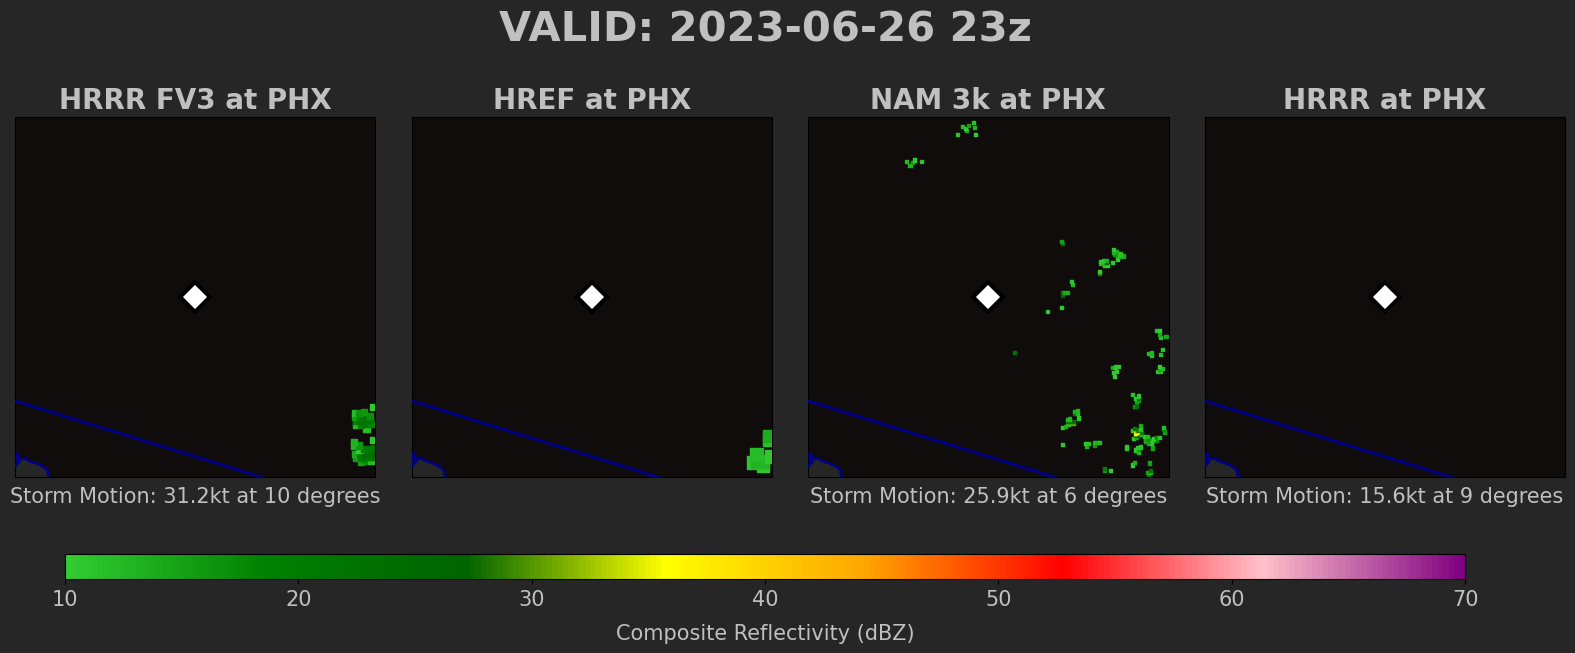 VALID: 2023-06-26 23z
HRRR FV3 at PHX
HREF at PHX
NAM 3k at PHX
HRRR at PHX
Storm Motion: 31.2kt at 10 degrees
Storm Motion: 25.9kt at 6 degrees
Storm Motion: 15.6kt at 9 degrees
10 20 30 40 50 60 70
Composite Reflectivity (dBZ)